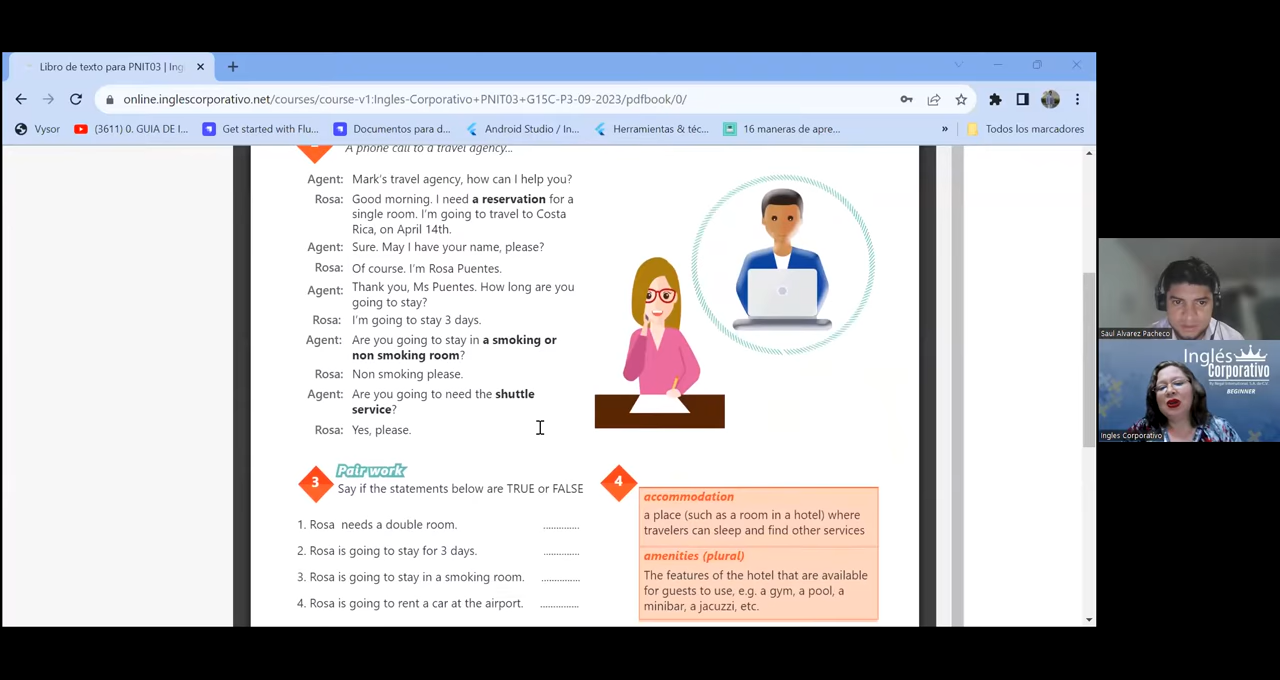 Libro de texto para PNIT03 | Ing
online.inglescorporativo.net/courses/course-v1:Ingles-Corporativo+PNIT03+G15C-P3-09-2023/pdfbook/0/
Vysor
(3611) 0. GUIA DE I...
Get started with Flu...
Documentos para d...
Android Studio / In...
Herramientas & téc...
16 maneras de apre...
»
Todos los marcadores
A phone call to a travel agency...
Agent: Mark's travel agency, how can I help you?
Rosa: Good morning. I need a reservation for a
single room. I'm going to travel to Costa
Rica, on April 14th.
Agent: Sure. May I have your name, please?
Rosa: Of course. I'm Rosa Puentes.
Agent: Thank you, Ms Puentes. How long are you
going to stay?
Rosa: I'm going to stay 3 days.
Agent: Are you going to stay in a smoking or
non smoking room?
Rosa: Non smoking please.
Agent: Are you going to need the shuttle
service?
Rosa: Yes, please.
3 Pair work
Say if the statements below are TRUE or FALSE
1. Rosa needs a double room. .............
2. Rosa is going to stay for 3 days. .............
3. Rosa is going to stay in a smoking room. ..............
4. Rosa is going to rent a car at the airport. ..............
4
accommodation
a place (such as a room in a hotel) where
travelers can sleep and find other services
amenities (plural)
The features of the hotel that are available
for guests to use, e.g. a gym, a pool, a
minibar, a jacuzzi, etc.
Saul Alvarez Pacheco
Inglés
Corporativo
BEGINNER
Ingles Corporativo